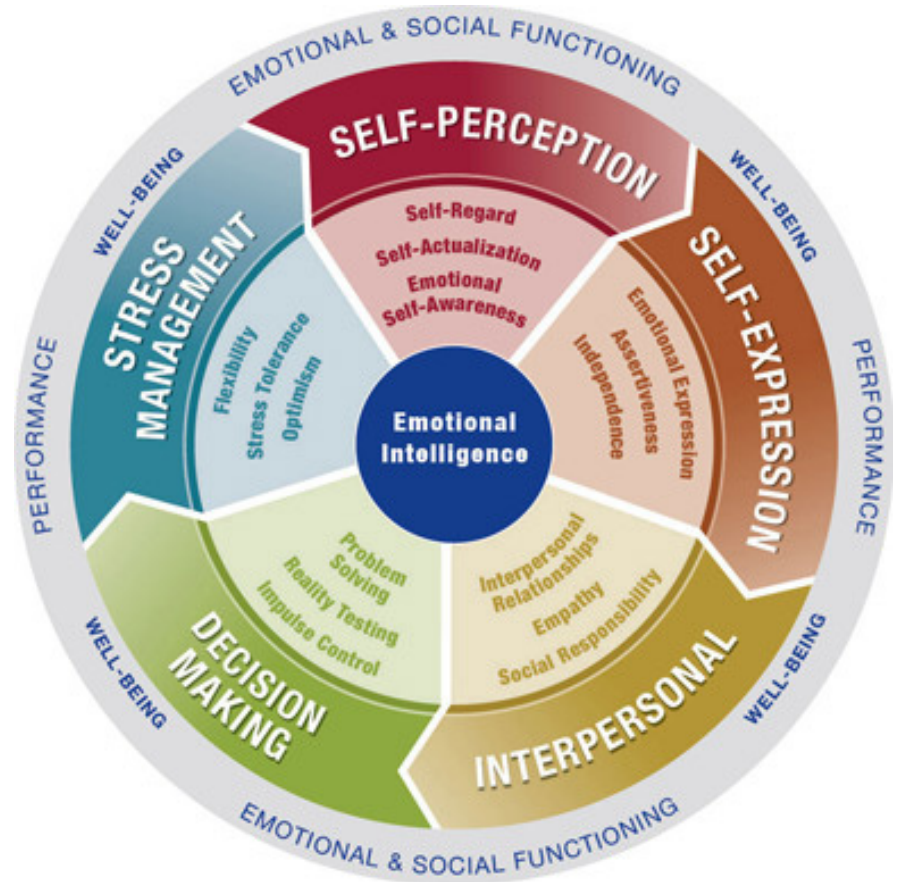 EMOTIONAL & SOCIAL FUNCTIONING
WELL-BEING
PERFORMANCE
WELL-BEING
EMOTIONAL & SOCIAL FUNCTIONING
WELL-BEING
PERFORMANCE
WELL-BEING
SELF-PERCEPTION
Self-Regard
Self-Actualization
Emotional
Self-Awareness
SELF-EXPRESSION
Emotional Expression
Assertiveness
Independence
INTERPERSONAL
Interpersonal
Relationships
Empathy
Social Responsibility
DECISION
MAKING
Problem
Solving
Reality Testing
Impulse Control
STRESS
MANAGEMENT
Flexibility
Stress Tolerance
Optimism
Emotional
Intelligence